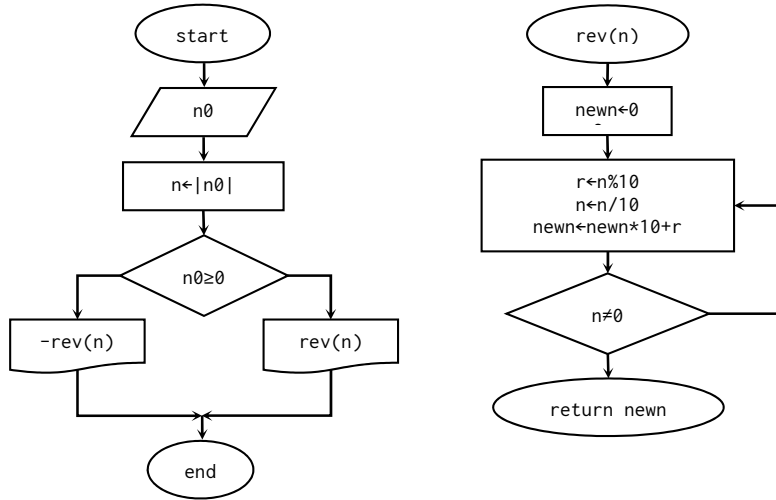 start
n0
n←|n0|
n0≥0
-rev(n)
rev(n)
end
rev(n)
newn←0
r←n%10
n←n/10
newn←newn*10+r
n≠0
return newn